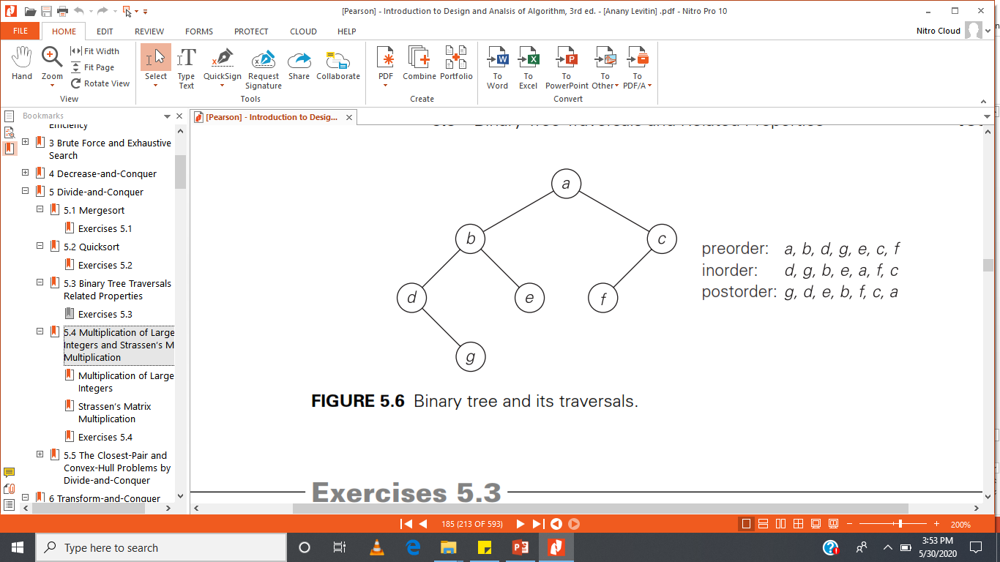 [Pearson] - Introduction to Design and Analsis of Algorithm, 3rd ed. - [Anany Levitin] .pdf - Nitro Pro 10
FILE HOME EDIT REVIEW FORMS PROTECT CLOUD HELP
Nitro Cloud
Hand
Zoom
Fit Width
Fit Page
Rotate View
View
Select
Type Text
QuickSign
Request Signature
Share
Collaborate
Tools
PDF
Combine
Portfolio
Create
To Word
To Excel
To PowerPoint
To Other
To PDF/A
Convert
Bookmarks
[Pearson] - Introduction to Desig...
Efficiency
3 Brute Force and Exhaustive
Search
4 Decrease-and-Conquer
5 Divide-and-Conquer
5.1 Mergesort
Exercises 5.1
5.2 Quicksort
Exercises 5.2
5.3 Binary Tree Traversals
Related Properties
Exercises 5.3
5.4 Multiplication of Large
Integers and Strassen's M
Multiplication
Multiplication of Large
Integers
Strassen's Matrix
Multiplication
Exercises 5.4
5.5 The Closest-Pair and
Convex-Hull Problems by
Divide-and-Conquer
6 Transform-and-Conquer
Binary Tree Traversals and Related Properties
a
b
c
d
e
f
g
preorder: a, b, d, g, e, c, f
inorder: d, g, b, e, a, f, c
postorder: g, d, e, b, f, c, a
FIGURE 5.6 Binary tree and its traversals.
Exercises 5.3
185 (213 OF 593)
200%
Type here to search
3:53 PM
5/30/2020